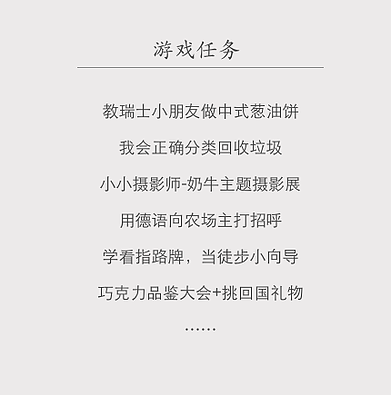 游戏任务
教瑞士小朋友做中式葱油饼
我会正确分类回收垃圾
小小摄影师-奶牛主题摄影展
用德语向农场主打招呼
学看指路牌，当徒步小向导
巧克力品鉴大会+挑回国礼物
······